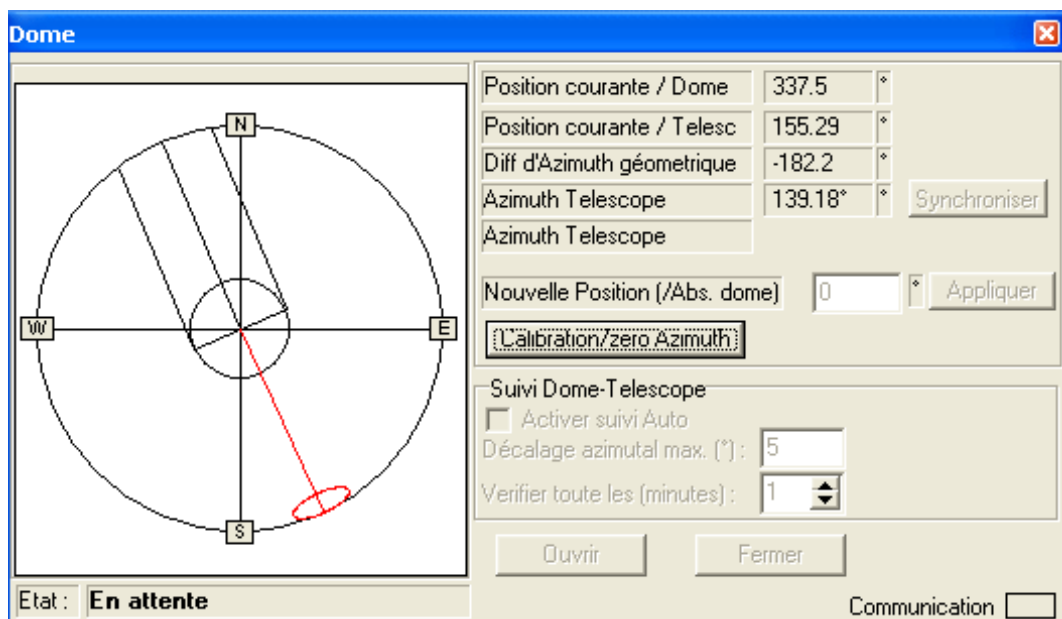 Dome
N
W
E
S
Etat : En attente
Position courante / Dome 337.5 °
Position courante / Telesc 155.29 °
Diff d'Azimuth géometrique -182.2 °
Azimuth Telescope 139.18° ° Synchroniser
Azimuth Telescope
Nouvelle Position (/Abs. dome) 0 ° Appliquer
Calibration/zero Azimuth
Suivi Dome-Telescope
Activer suivi Auto
Décalage azimutal max. (°) : 5
Verifier toute les (minutes) : 1
Ouvrir Fermer
Communication